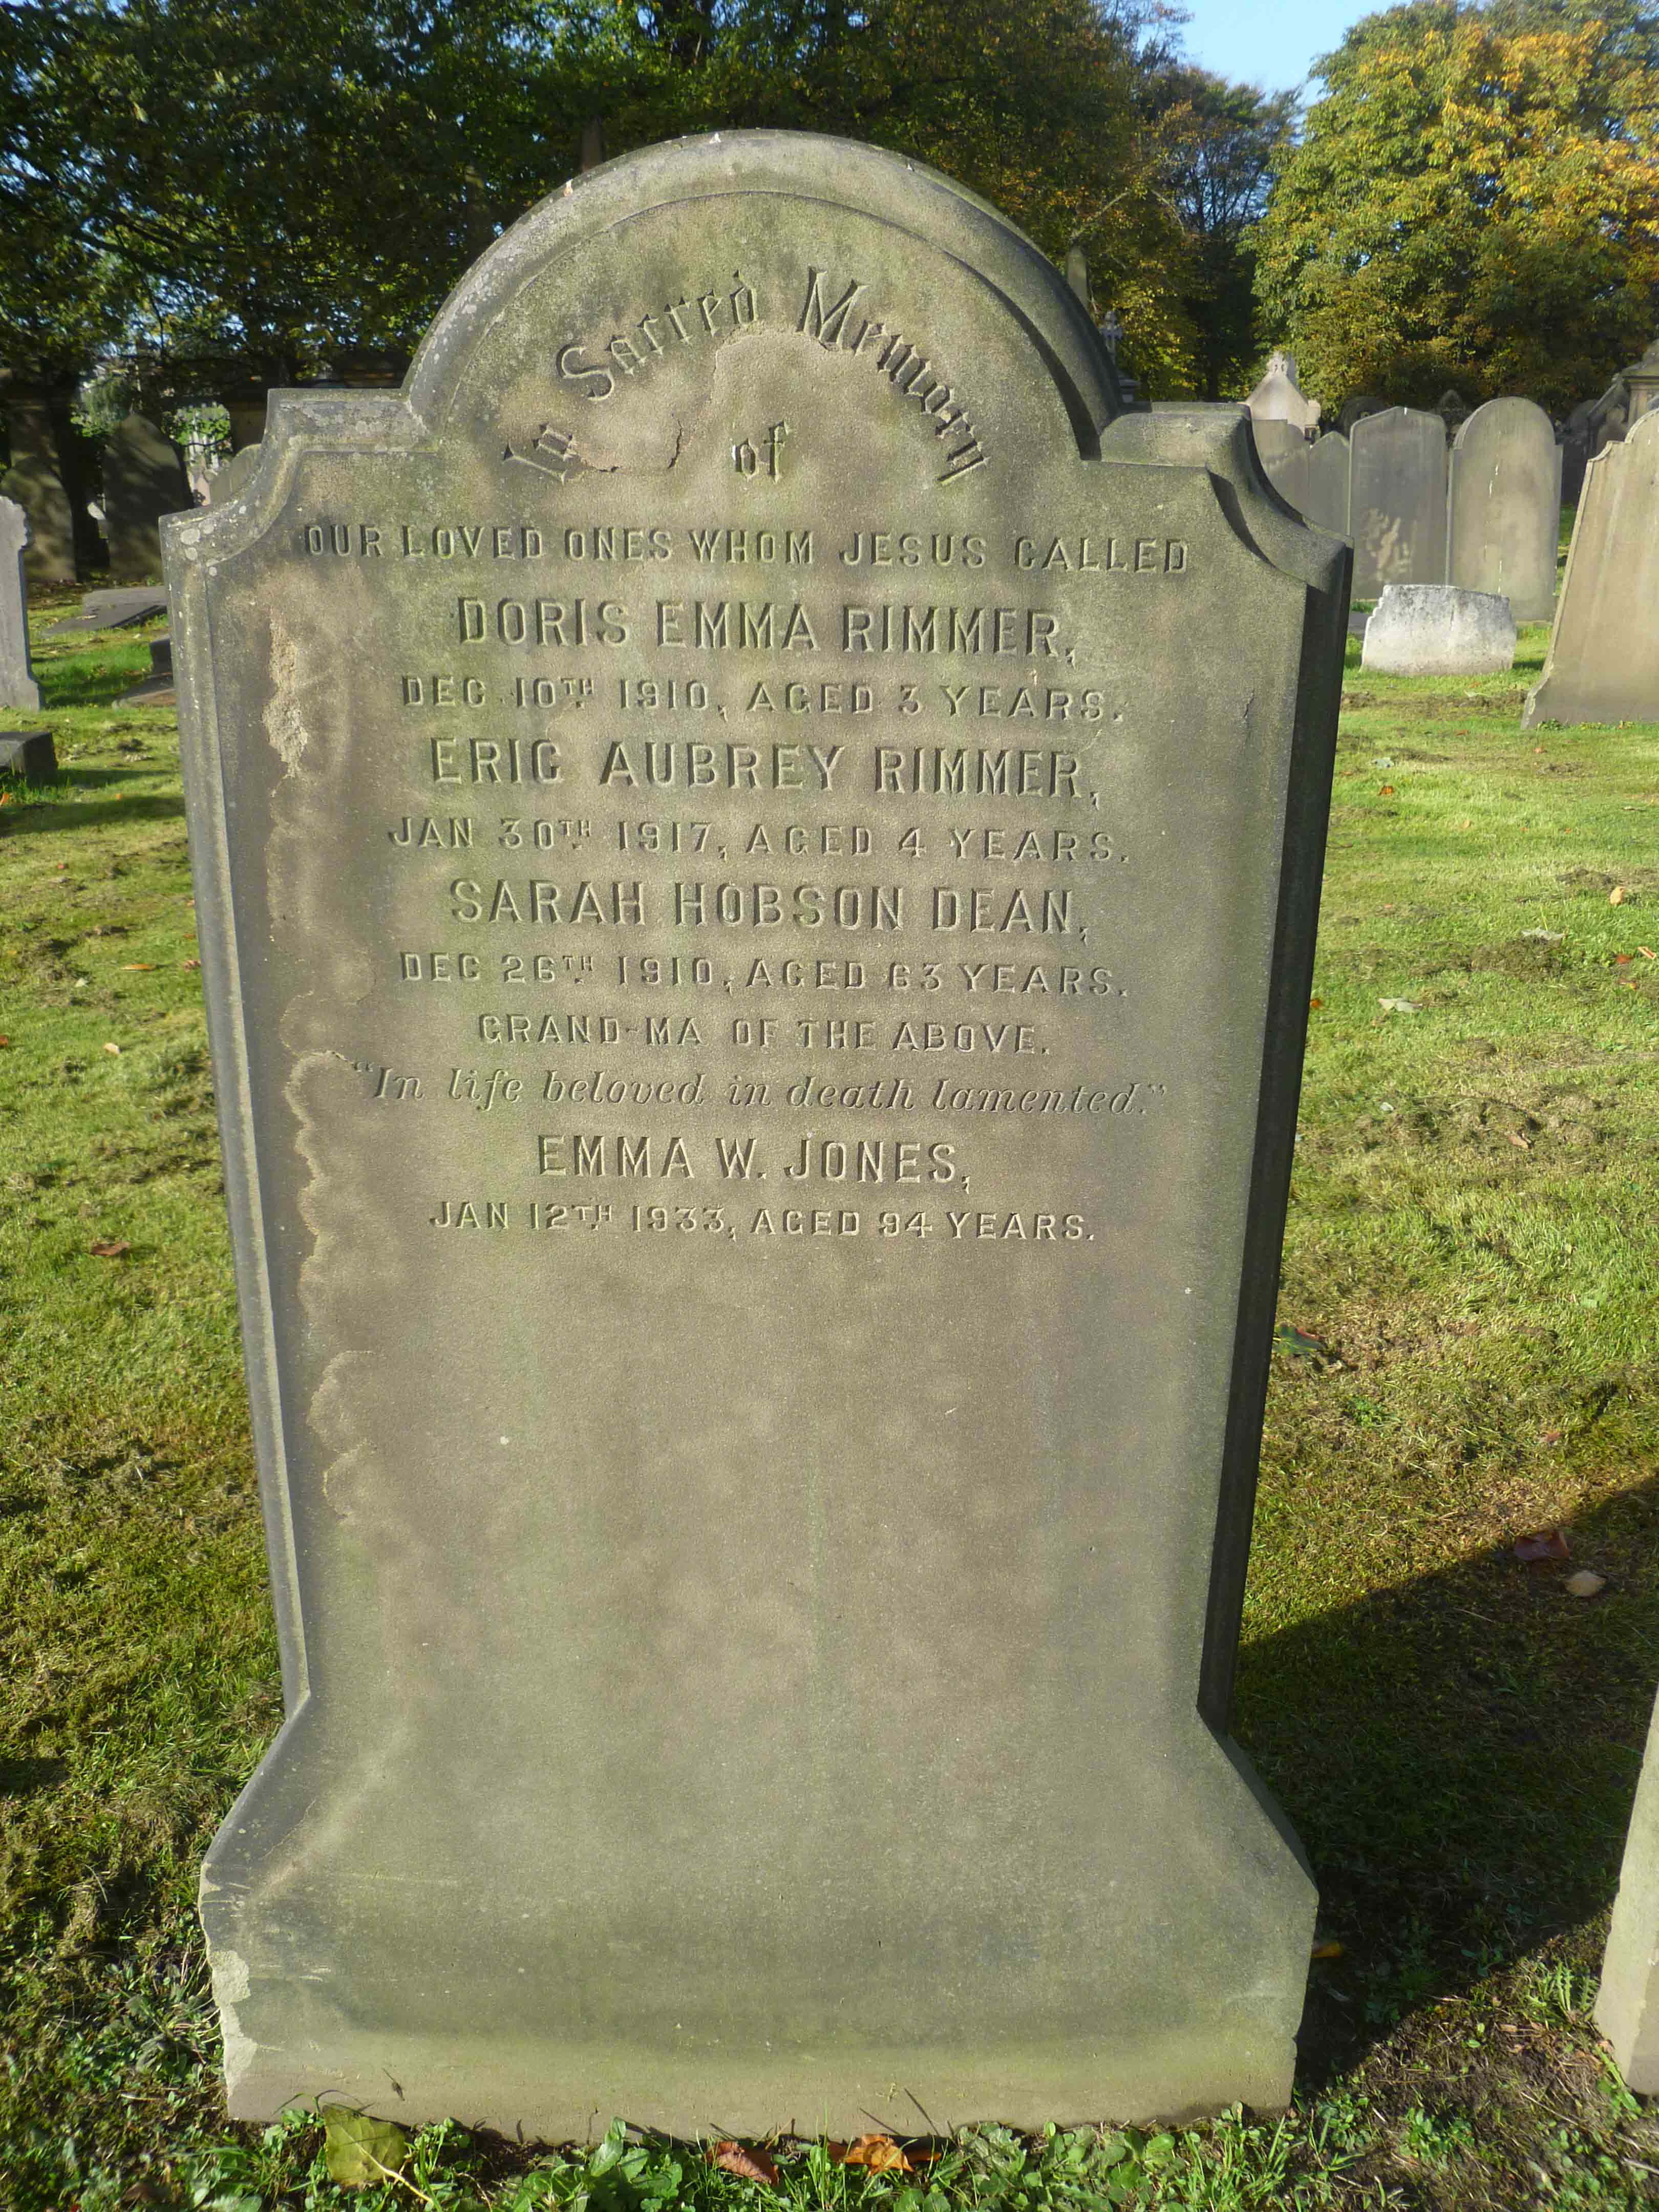 In Sacred Memory
of
OUR LOVED ONES WHOM JESUS CALLED
DORIS EMMA RIMMER,
DEC 10TH 1910, AGED 3 YEARS.
ERIC AUBREY RIMMER,
JAN 30TH 1917, AGED 4 YEARS.
SARAH HOBSON DEAN,
DEC 26TH 1910, AGED 63 YEARS.
GRAND-MA OF THE ABOVE.
"In life beloved in death lamented."
EMMA W. JONES,
JAN 12TH 1933, AGED 94 YEARS.